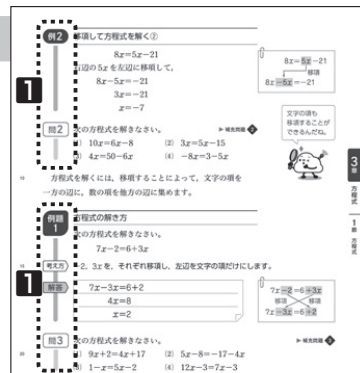 例2 移項して方程式を解く②
8x=5x−21
右辺の5xを左辺に移項して，
8x−5x=−21
3x=−21
x=−7
8x=5x−21
移項
8x−5x=−21
1
問2 次の方程式を解きなさい。
▶補充問題
(1) 10x=6x−8 (2) 3x=5x−15
(3) 4x=50−6x (4) −8x=3−5x
文字の項も
移項することが
できるんだね。
方程式を解くには，移項することによって，文字の項を
一方の辺に，数の項を他方の辺に集めます。
3章 方程式
1章 方程式
例題1 方程式の解き方
次の方程式を解きなさい。
7x−2=6+3x
考え方 −2，3xを，それぞれ移項し，左辺を文字の項だけにします。
1
解答 7x−3x=6+2
4x=8
x=2
7x−2=6+3x
移項 移項
7x−3x=6+2
問3 次の方程式を解きなさい。
▶補充問題
(1) 9x+2=4x+17 (2) 5x−8=−17−4x
(3) 1−x=5x−2 (4) 12x−3=7x−3